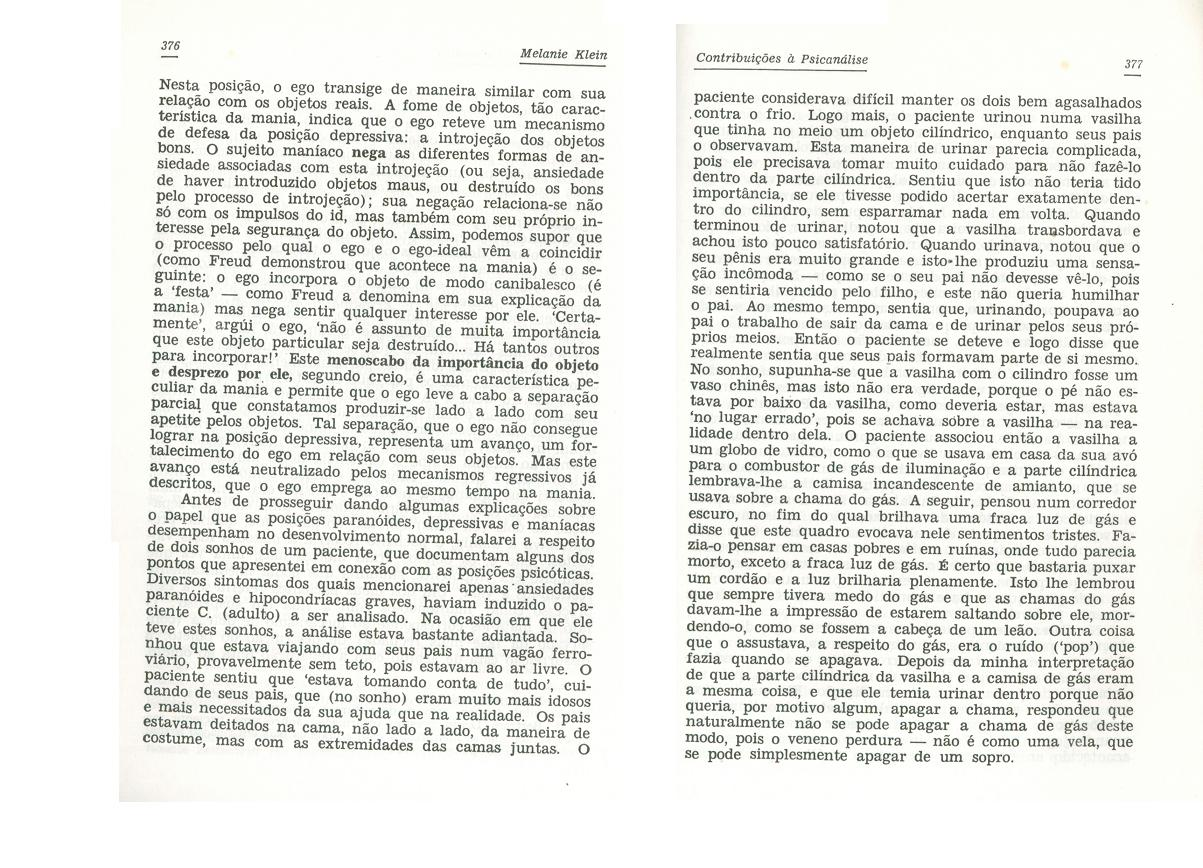 376
Melanie Klein
Nesta posição, o ego transige de maneira similar com sua
relação com os objetos reais. A fome de objetos, tão carac-
terística da mania, indica que o ego reteve um mecanismo
de defesa da posição depressiva: a introjeção dos objetos
bons. O sujeito maníaco nega as diferentes formas de an-
siedade associadas com esta introjeção (ou seja, ansiedade
de haver introduzido objetos maus, ou destruído os bons
pelo processo de introjeção); sua negação relaciona-se não
só com os impulsos do id, mas também com seu próprio in-
teresse pela segurança do objeto. Assim, podemos supor que
o processo pelo qual o ego e o ego-ideal vêm a coincidir
(como Freud demonstrou que acontece na mania) é o se-
guinte: o ego incorpora o objeto de modo canibalesco (é
a 'festa' — como Freud a denomina em sua explicação da
mania) mas nega sentir qualquer interesse por ele. 'Certa-
mente', argúi o ego, 'não é assunto de muita importância
que este objeto particular seja destruído... Há tantos outros
para incorporar!' Este menoscabo da importância do objeto
e desprezo por ele, segundo creio, é uma característica pe-
culiar da mania e permite que o ego leve a cabo a separação
parcial que constatamos produzir-se lado a lado com seu
apetite pelos objetos. Tal separação, que o ego não consegue
lograr na posição depressiva, representa um avanço, um for-
talecimento do ego em relação com seus objetos. Mas este
avanço está neutralizado pelos mecanismos regressivos já
descritos, que o ego emprega ao mesmo tempo na mania.
Antes de prosseguir dando algumas explicações sobre
o papel que as posições paranóides, depressivas e maníacas
desempenham no desenvolvimento normal, falarei a respeito
de dois sonhos de um paciente, que documentam alguns dos
pontos que apresentei em conexão com as posições psicóticas.
Diversos sintomas dos quais mencionarei apenas ansiedades
paranóides e hipocondríacas graves, haviam induzido o pa-
ciente C. (adulto) a ser analisado. Na ocasião em que ele
teve estes sonhos, a análise estava bastante adiantada. So-
nhou que estava viajando com seus pais num vagão ferro-
viário, provavelmente sem teto, pois estavam ao ar livre. O
paciente sentiu que 'estava tomando conta de tudo', cui-
dando de seus pais, que (no sonho) eram muito mais idosos
e mais necessitados da sua ajuda que na realidade. Os pais
estavam deitados na cama, não lado a lado, da maneira de
costume, mas com as extremidades das camas juntas. O
Contribuições à Psicanálise
377
paciente considerava difícil manter os dois bem agasalhados
contra o frio. Logo mais, o paciente urinou numa vasilha
que tinha no meio um objeto cilíndrico, enquanto seus pais
o observavam. Esta maneira de urinar parecia complicada,
pois ele precisava tomar muito cuidado para não fazê-lo
dentro da parte cilíndrica. Sentiu que isto não teria tido
importância, se ele tivesse podido acertar exatamente den-
tro do cilindro, sem esparramar nada em volta. Quando
terminou de urinar, notou que a vasilha transbordava e
achou isto pouco satisfatório. Quando urinava, notou que o
seu pênis era muito grande e isto lhe produziu uma sensa-
ção incômoda — como se o seu pai não devesse vê-lo, pois
se sentiria vencido pelo filho, e este não queria humilhar
o pai. Ao mesmo tempo, sentia que, urinando, poupava ao
pai o trabalho de sair da cama e de urinar pelos seus pró-
prios meios. Então o paciente se deteve e logo disse que
realmente sentia que seus pais formavam parte de si mesmo.
No sonho, supunha-se que a vasilha com o cilindro fosse um
vaso chinês, mas isto não era verdade, porque o pé não es-
tava por baixo da vasilha, como deveria estar, mas estava
'no lugar errado', pois se achava sobre a vasilha — na rea-
lidade dentro dela. O paciente associou então a vasilha a
um globo de vidro, como o que se usava em casa da sua avó
para o combustor de gás de iluminação e a parte cilíndrica
lembrava-lhe a camisa incandescente de amianto, que se
usava sobre a chama do gás. A seguir, pensou num corredor
escuro, no fim do qual brilhava uma fraca luz de gás e
disse que este quadro evocava nele sentimentos tristes. Fa-
zia-o pensar em casas pobres e em ruínas, onde tudo parecia
morto, exceto a fraca luz de gás. É certo que bastaria puxar
um cordão e a luz brilharia plenamente. Isto lhe lembrou
que sempre tivera medo do gás e que as chamas do gás
davam-lhe a impressão de estarem saltando sobre ele, mor-
dendo-o, como se fossem a cabeça de um leão. Outra coisa
que o assustava, a respeito do gás, era o ruído ('pop') que
fazia quando se apagava. Depois da minha interpretação
de que a parte cilíndrica da vasilha e a camisa de gás eram
a mesma coisa, e que ele temia urinar dentro porque não
queria, por motivo algum, apagar a chama, respondeu que
naturalmente não se pode apagar a chama de gás deste
modo, pois o veneno perdura — não é como uma vela, que
se pode simplesmente apagar de um sopro.